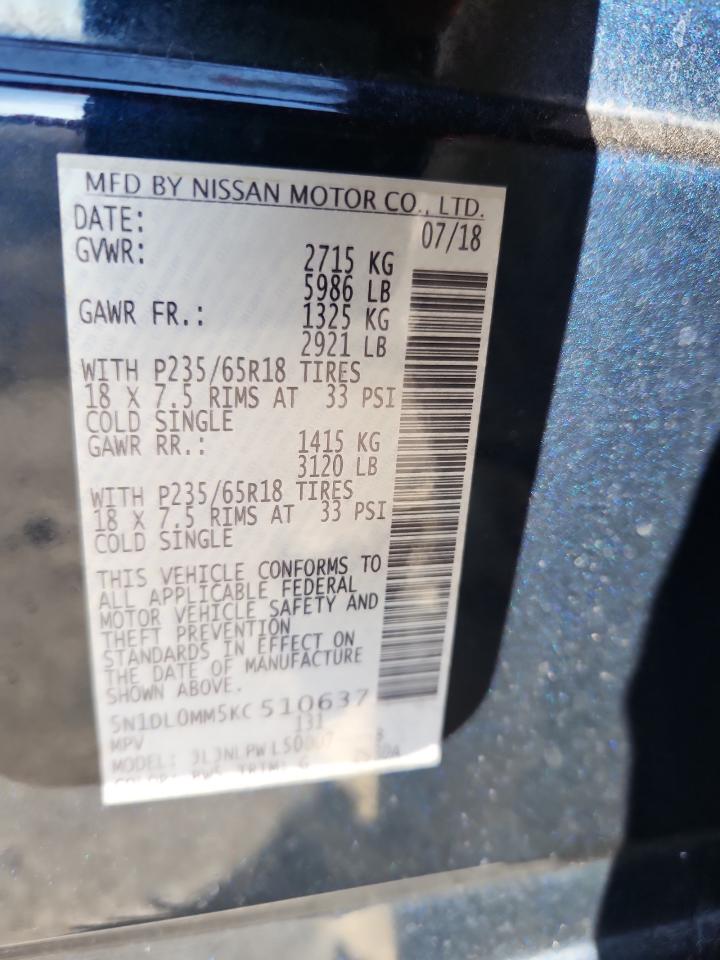 MFD BY NISSAN MOTOR CO., LTD.
DATE: 07/18
GVWR: 2715 KG
5986 LB
GAWR FR.: 1325 KG
2921 LB
WITH P235/65R18 TIRES
18 X 7.5 RIMS AT 33 PSI
COLD SINGLE
GAWR RR.: 1415 KG
3120 LB
WITH P235/65R18 TIRES
18 X 7.5 RIMS AT 33 PSI
COLD SINGLE
THIS VEHICLE CONFORMS TO
ALL APPLICABLE FEDERAL
MOTOR VEHICLE SAFETY AND
THEFT PREVENTION
STANDARDS IN EFFECT ON
THE DATE OF MANUFACTURE
SHOWN ABOVE.
5N1DL0MM5KC510637
131
MPV
MODEL: